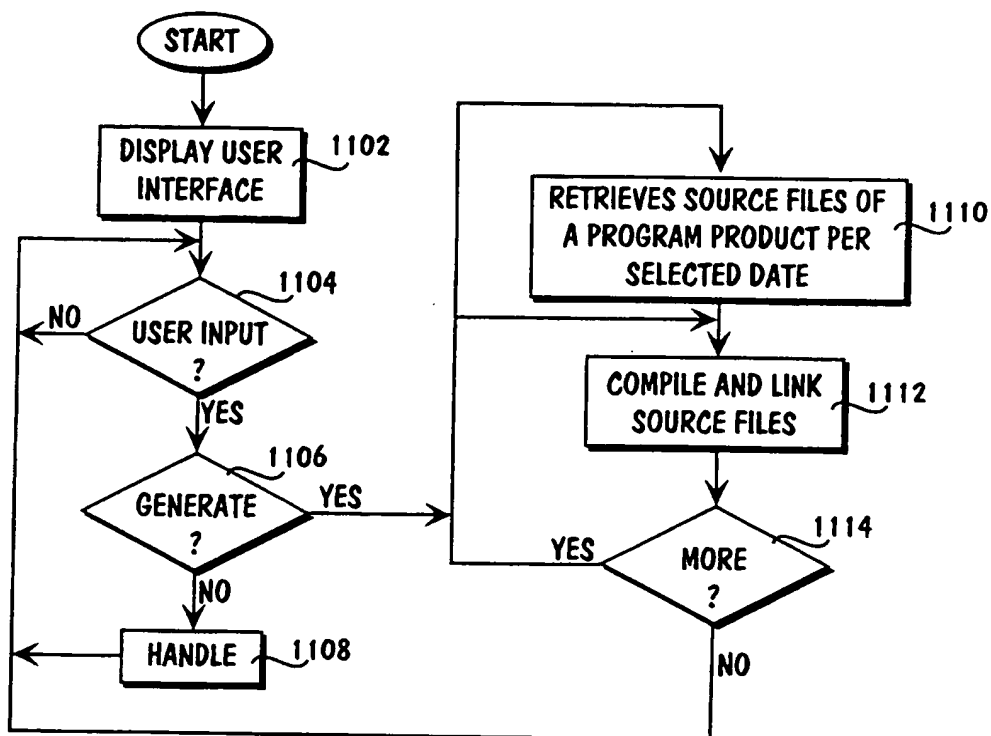 START
DISPLAY USER
INTERFACE
1102
1104
NO
USER INPUT
?
YES
1106
GENERATE
?
YES
NO
HANDLE
1108
RETRIEVES SOURCE FILES OF
A PROGRAM PRODUCT PER
SELECTED DATE
1110
COMPILE AND LINK
SOURCE FILES
1112
YES
MORE
?
1114
NO